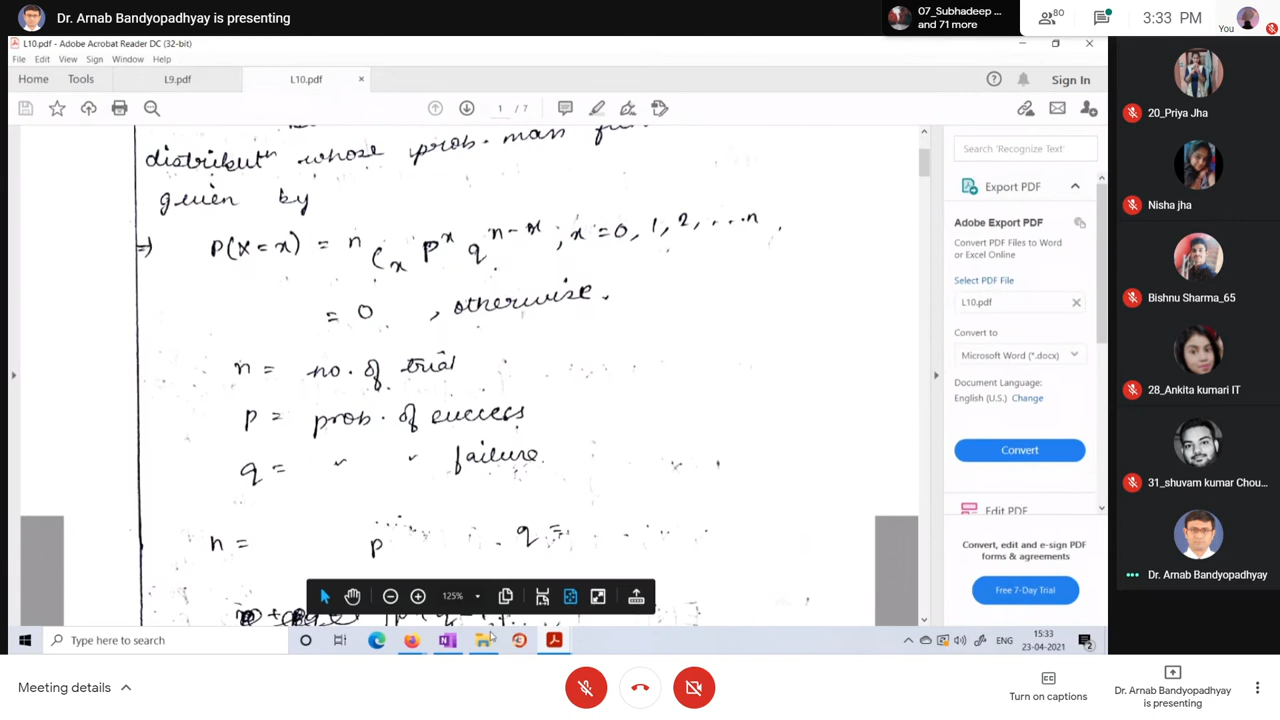 Dr. Arnab Bandyopadhyay is presenting
07_Subhadeep ...
and 71 more
80
3:33 PM
You
L10.pdf - Adobe Acrobat Reader DC (32-bit)
File Edit View Sign Window Help
Home Tools L9.pdf L10.pdf × Sign In
1 / 7
distributn whose prob. mass
given by
⇒ P(X = x) = n C x p^x q^n-x ; x = 0, 1, 2, ... n ,
= 0 , otherwise.
n = no. of trial
p = prob. of success
q = " " failure
n = p q =
125%
Search 'Recognize Text'
Export PDF
Adobe Export PDF
Convert PDF Files to Word
or Excel Online
Select PDF File
L10.pdf
Convert to
Microsoft Word (*.docx)
Document Language:
English (U.S.) Change
Convert
Edit PDF
Convert, edit and e-sign PDF
forms & agreements
Free 7-Day Trial
20_Priya Jha
Nisha jha
Bishnu Sharma_65
28_Ankita kumari IT
31_shuvam kumar Chou...
Dr. Arnab Bandyopadhyay
Type here to search
ENG
15:33
23-04-2021
2
Meeting details
Turn on captions
Dr. Arnab Bandyopadhyay
is presenting